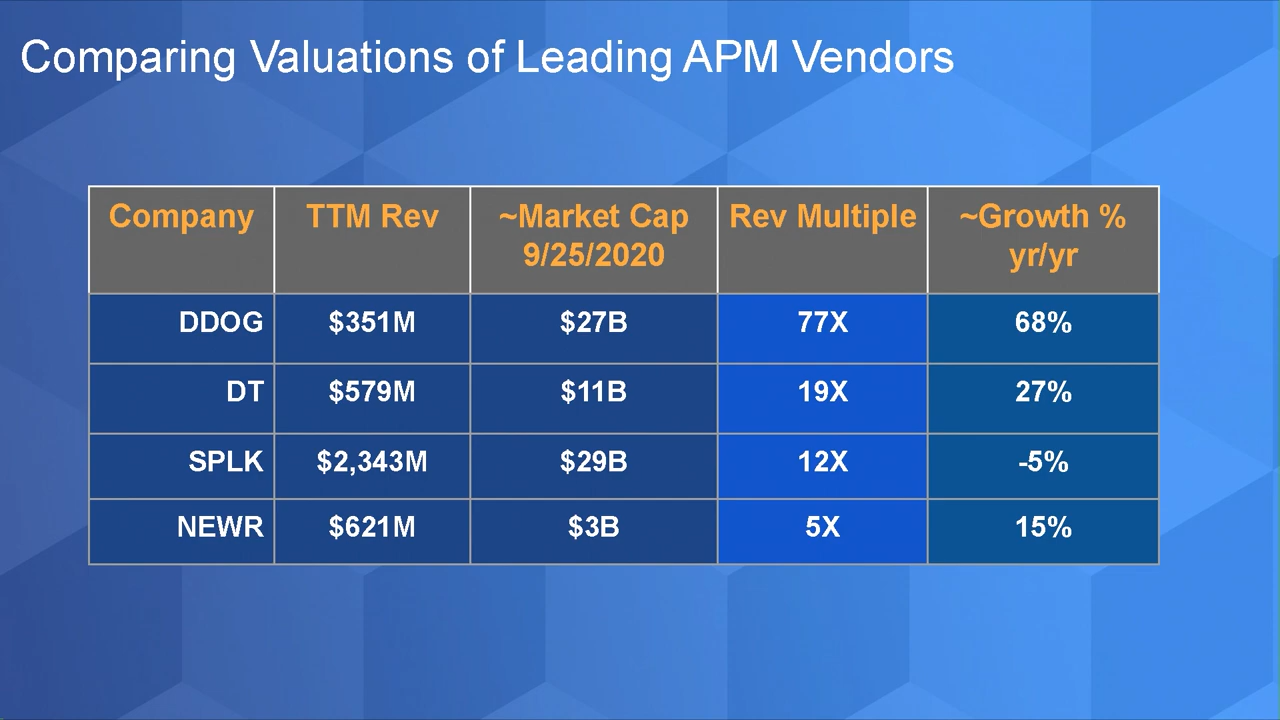 Comparing Valuations of Leading APM Vendors
Company TTM Rev ~Market Cap 9/25/2020 Rev Multiple ~Growth % yr/yr
DDOG $351M $27B 77X 68%
DT $579M $11B 19X 27%
SPLK $2,343M $29B 12X -5%
NEWR $621M $3B 5X 15%